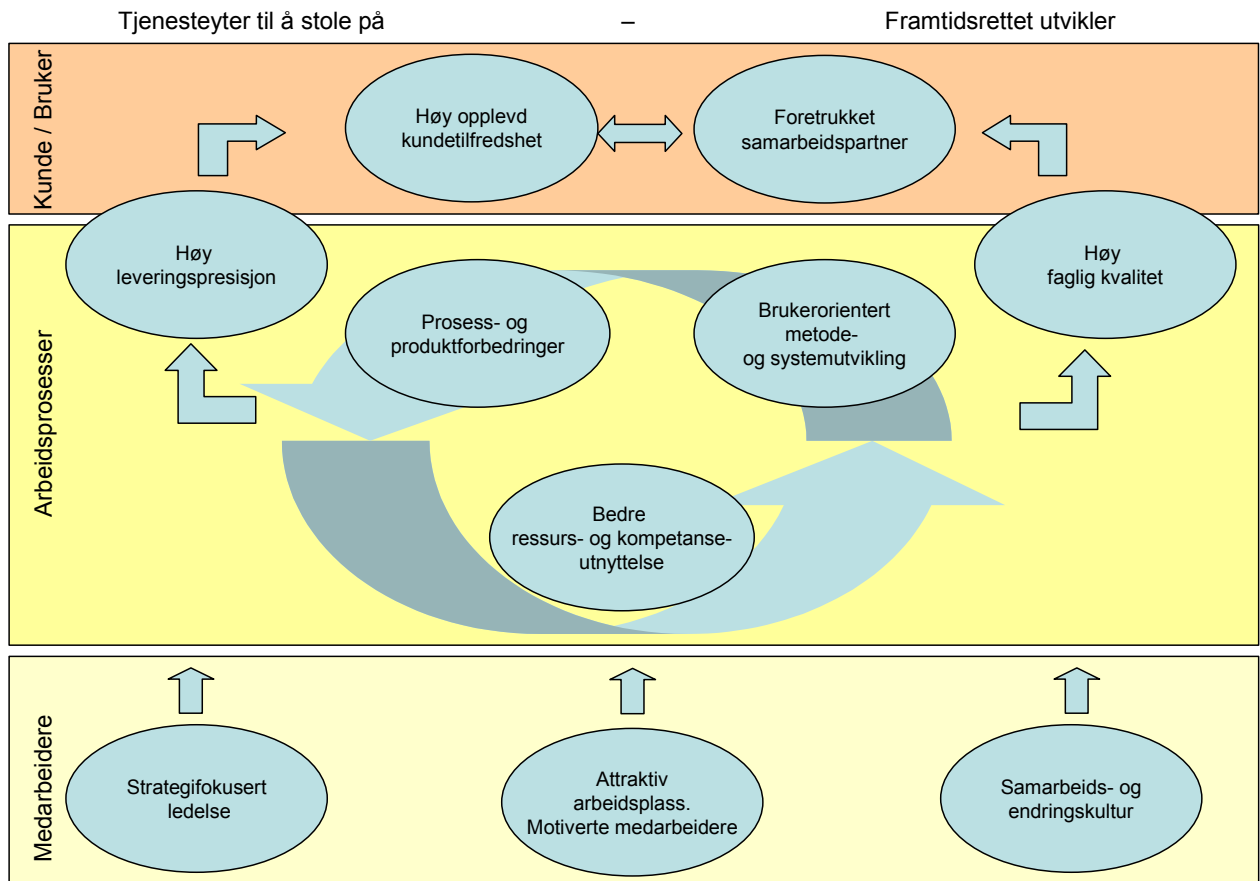 Tjenesteyter til å stole på – Framtidsrettet utvikler
Kunde / Bruker
Høy opplevd
kundetilfredshet
Foretrukket
samarbeidspartner
Høy
leveringspresisjon
Høy
faglig kvalitet
Arbeidsprosesser
Prosess- og
produktforbedringer
Brukerorientert
metode-
og systemutvikling
Bedre
ressurs- og kompetanse-
utnyttelse
Medarbeidere
Strategifokusert
ledelse
Attraktiv
arbeidsplass.
Motiverte medarbeidere
Samarbeids- og
endringskultur